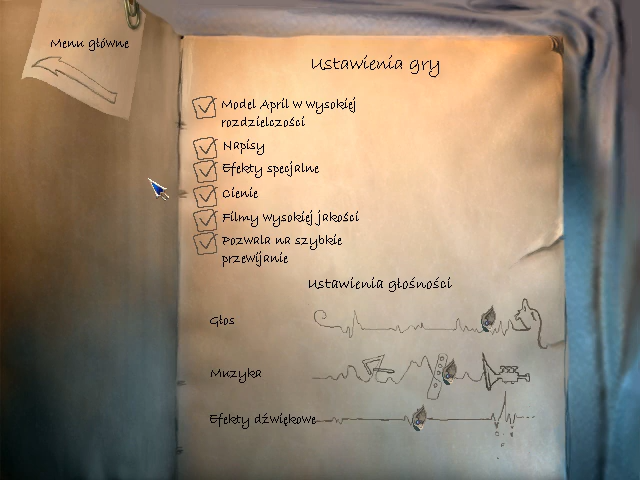 Menu główne
Ustawienia gry
Model April w wysokiej
rozdzielczości
Napisy
Efekty specjalne
Cienie
Filmy wysokiej jakości
Pozwala na szybkie
przewijanie
Ustawienia głośności
Głos
Muzyka
Efekty dźwiękowe